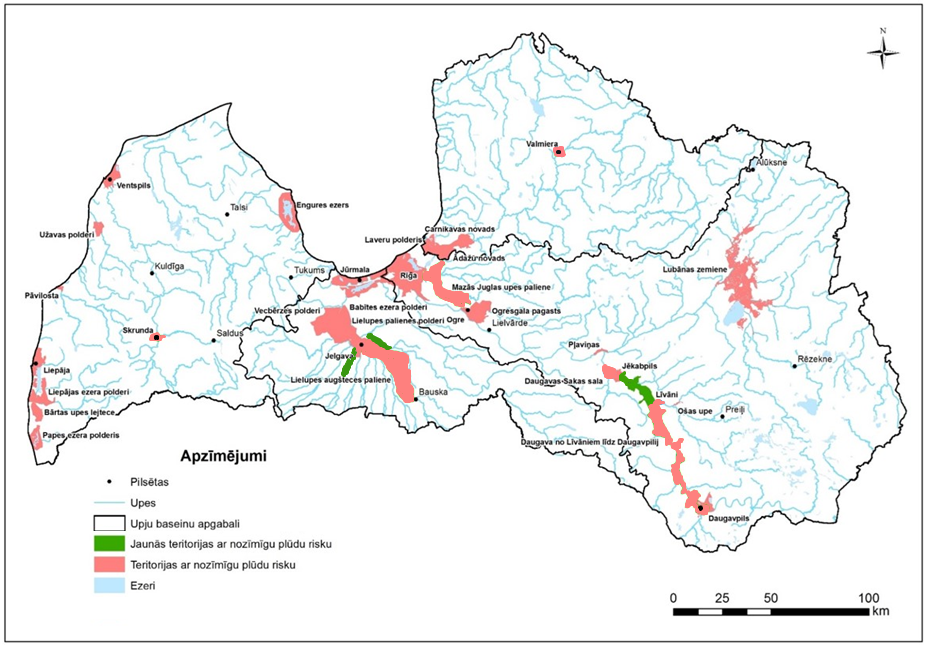 N
Valmiera
Alūksne
Ventspils
Talsi
Engures ezers
Užavas polderi
Carnikavas novads
Laveru polderis
Ādažu novads
Kuldīga
Tukums
Jūrmala
Rīga
Lubānas zemiene
Mazās Juglas upes paliene
Pāvilosta
Vecbērzes polderi
Babītes ezera polderi
Ogresgala pagasts
Lielupes palienes polderi
Ogre
Lielvārde
Skrunda
Saldus
Jelgava
Pļaviņas
Rēzekne
Liepāja
Jēkabpils
Lielupes augšteces paliene
Daugavas-Sakas sala
Liepājas ezera polderi
Bauska
Līvāni
Bārtas upes lejtece
Ošas upe
Preiļi
Papes ezera polderis
Daugava no Līvāniem līdz Daugavpilij
Daugavpils
Apzīmējumi
Pilsētas
Upes
Upju baseinu apgabali
Jaunās teritorijas ar nozīmīgu plūdu risku
Teritorijas ar nozīmīgu plūdu risku
Ezeri
0 25 50 100
km